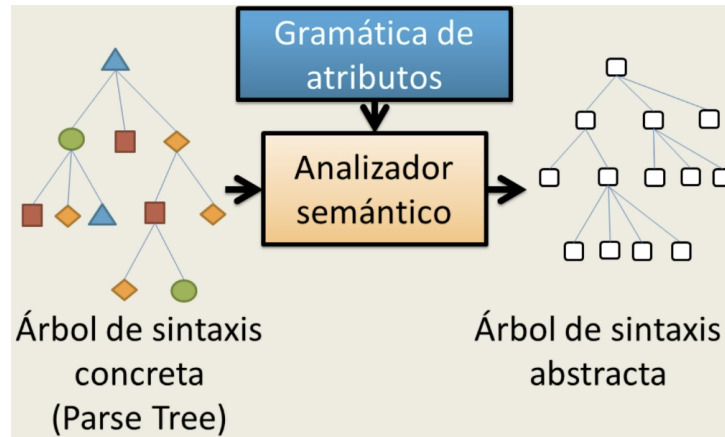 Gramática de
atributos
Analizador
semántico
Árbol de sintaxis
concreta
(Parse Tree)
Árbol de sintaxis
abstracta